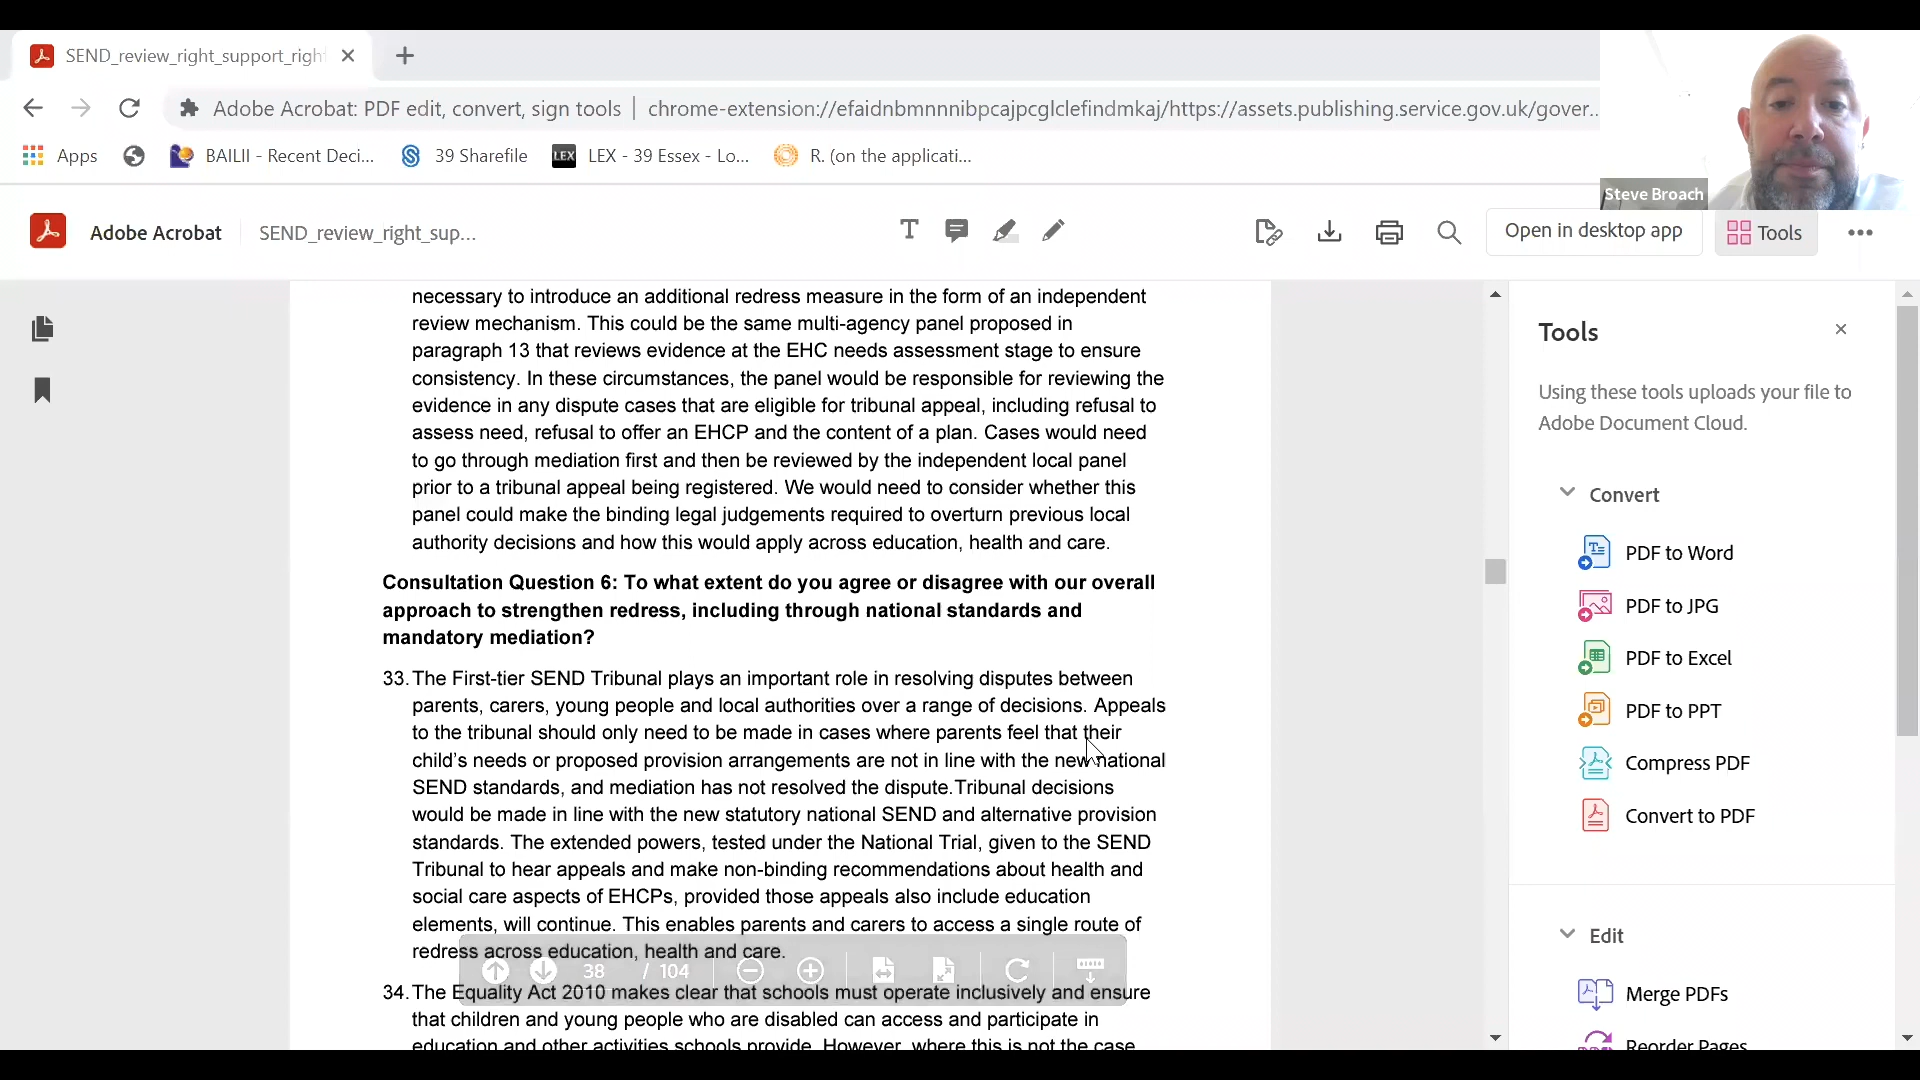 SEND_review_right_support_righ
Adobe Acrobat: PDF edit, convert, sign tools | chrome-extension://efaidnbmnnnibpcajpcglclefindmkaj/https://assets.publishing.service.gov.uk/gover...
Apps
BAILII - Recent Deci...
39 Sharefile
LEX
LEX - 39 Essex - Lo...
R. (on the applicati...
Steve Broach
Adobe Acrobat
SEND_review_right_sup...
T
Open in desktop app
Tools
necessary to introduce an additional redress measure in the form of an independent
review mechanism. This could be the same multi-agency panel proposed in
paragraph 13 that reviews evidence at the EHC needs assessment stage to ensure
consistency. In these circumstances, the panel would be responsible for reviewing the
evidence in any dispute cases that are eligible for tribunal appeal, including refusal to
assess need, refusal to offer an EHCP and the content of a plan. Cases would need
to go through mediation first and then be reviewed by the independent local panel
prior to a tribunal appeal being registered. We would need to consider whether this
panel could make the binding legal judgements required to overturn previous local
authority decisions and how this would apply across education, health and care.
Consultation Question 6: To what extent do you agree or disagree with our overall
approach to strengthen redress, including through national standards and
mandatory mediation?
33. The First-tier SEND Tribunal plays an important role in resolving disputes between
parents, carers, young people and local authorities over a range of decisions. Appeals
to the tribunal should only need to be made in cases where parents feel that their
child's needs or proposed provision arrangements are not in line with the new national
SEND standards, and mediation has not resolved the dispute.Tribunal decisions
would be made in line with the new statutory national SEND and alternative provision
standards. The extended powers, tested under the National Trial, given to the SEND
Tribunal to hear appeals and make non-binding recommendations about health and
social care aspects of EHCPs, provided those appeals also include education
elements, will continue. This enables parents and carers to access a single route of
redress across education, health and care.
38 / 104
34. The Equality Act 2010 makes clear that schools must operate inclusively and ensure
that children and young people who are disabled can access and participate in
education and other activities schools provide. However, where this is not the case
Tools
Using these tools uploads your file to
Adobe Document Cloud.
Convert
PDF to Word
PDF to JPG
PDF to Excel
PDF to PPT
Compress PDF
Convert to PDF
Edit
Merge PDFs
Reorder Pages